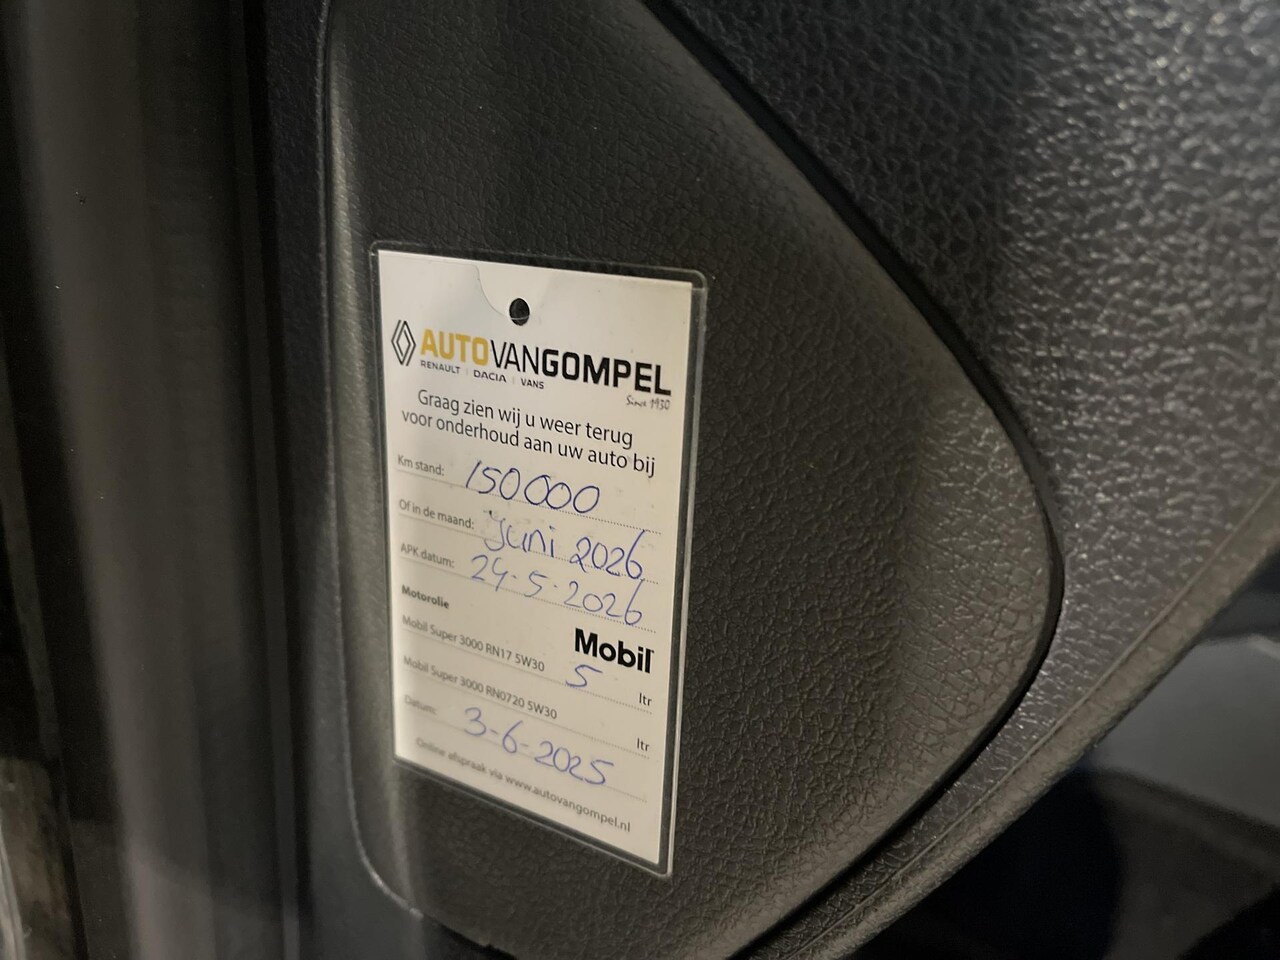 AUTOVANGOMPEL
RENAULT | DACIA | VANS
Since 1930
Graag zien wij u weer terug
voor onderhoud aan uw auto bij
Km stand: 150000
Of in de maand: juni 2026
APK datum: 24-5-2026
Motorolie
Mobil
Mobil Super 3000 RN17 5W30 5 ltr
Mobil Super 3000 RN0720 5W30 ltr
Datum: 3-6-2025
Online afspraak via www.autovangompel.nl